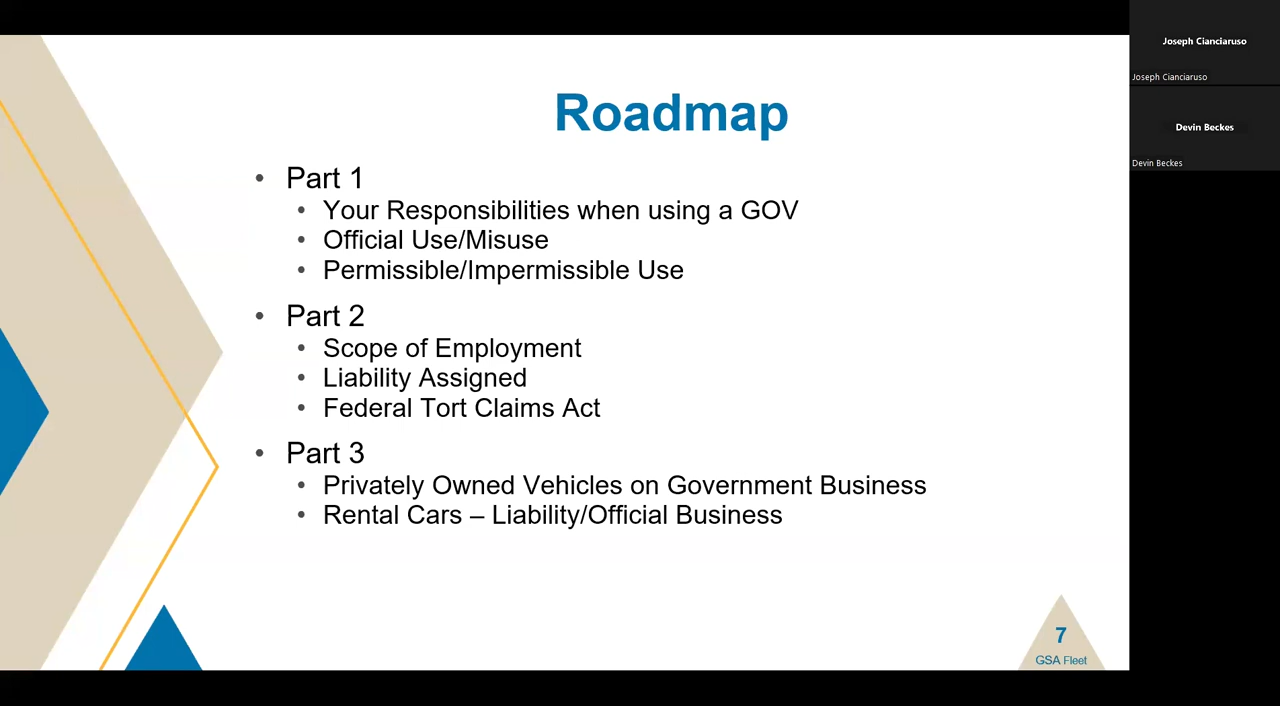 Roadmap
• Part 1
• Your Responsibilities when using a GOV
• Official Use/Misuse
• Permissible/Impermissible Use
• Part 2
• Scope of Employment
• Liability Assigned
• Federal Tort Claims Act
• Part 3
• Privately Owned Vehicles on Government Business
• Rental Cars – Liability/Official Business
7
GSA Fleet
Joseph Cianciaruso
Joseph Cianciaruso
Devin Beckes
Devin Beckes